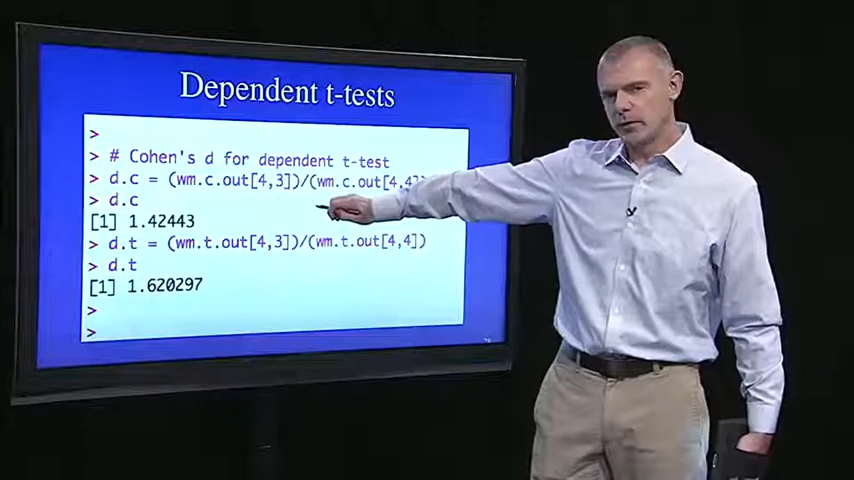 Dependent t-tests
>
> # Cohen's d for dependent t-test
> d.c = (wm.c.out[4,3])/(wm.c.out[4,4])
> d.c
[1] 1.42443
> d.t = (wm.t.out[4,3])/(wm.t.out[4,4])
> d.t
[1] 1.620297
>
>